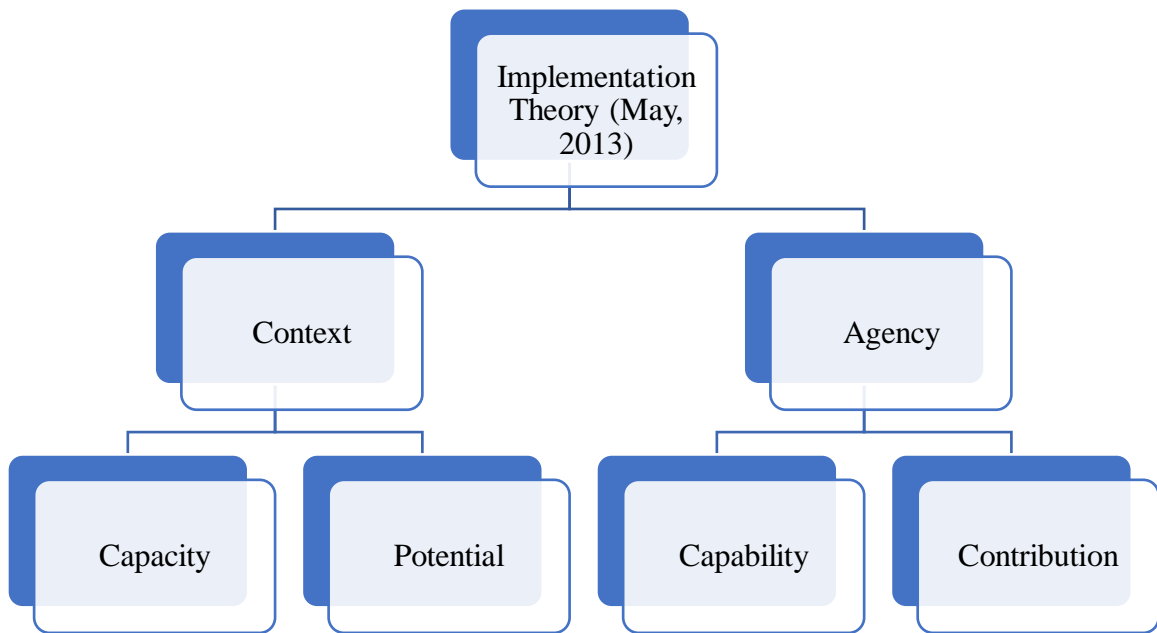 Implementation
Theory (May,
2013)
Context
Agency
Capacity
Potential
Capability
Contribution